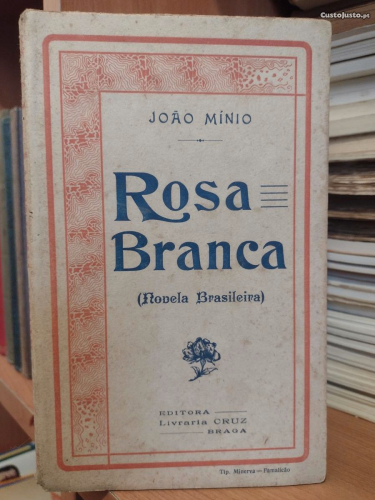 CustoJusto.pt
JOÃO MÍNIO
ROSA
BRANCA
(Novela Brasileira)
EDITORA
Livraria CRUZ
BRAGA
Tip. Minerva — Famalicão